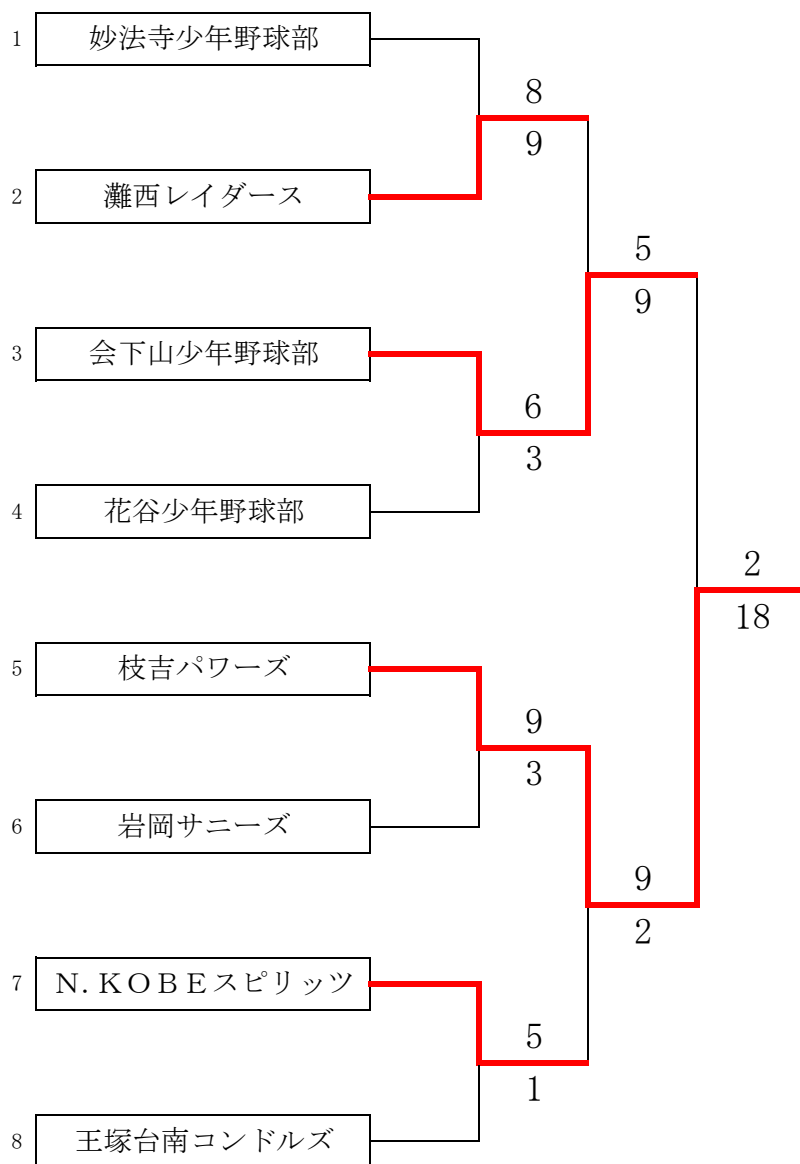 1 妙法寺少年野球部
8
9
2 灘西レイダース
5
9
3 会下山少年野球部
6
3
4 花谷少年野球部
2
18
5 枝吉パワーズ
9
3
6 岩岡サニーズ
9
2
7 N.KOBEスピリッツ
5
1
8 王塚台南コンドルズ